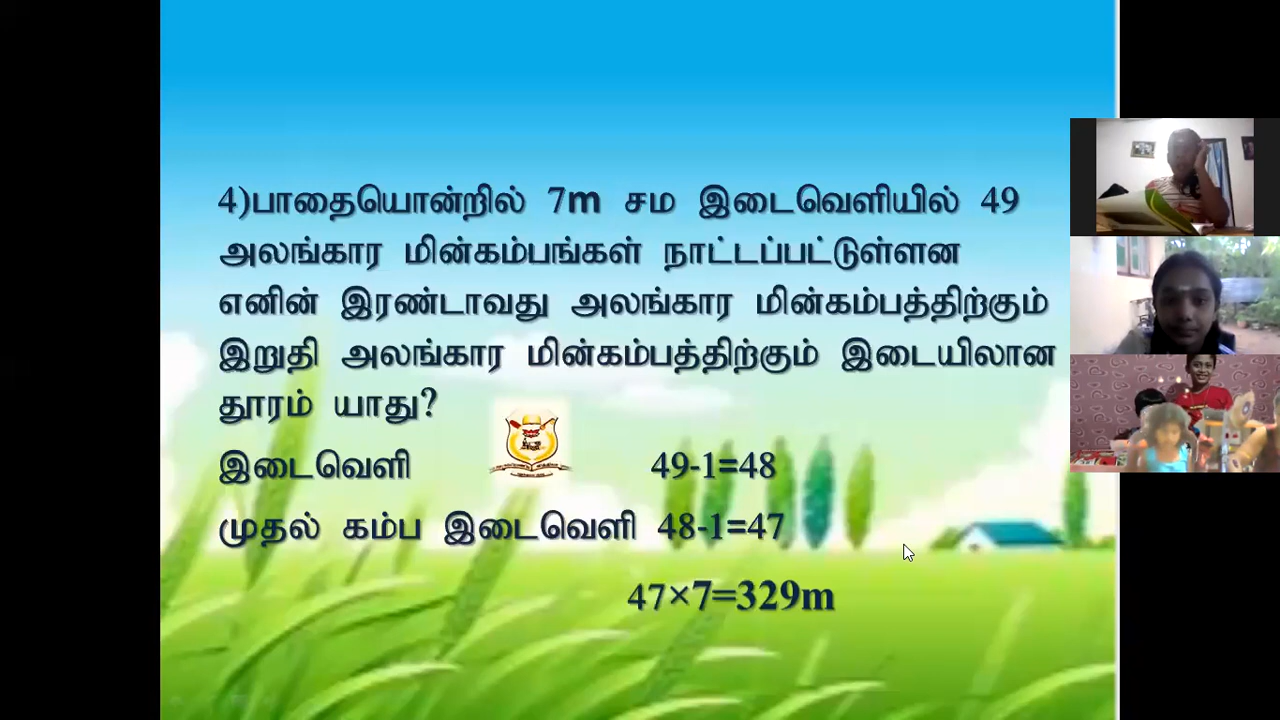 4)பாதையொன்றில் 7m சம இடைவெளியில் 49
அலங்கார மின்கம்பங்கள் நாட்டப்பட்டுள்ளன
எனின் இரண்டாவது அலங்கார மின்கம்பத்திற்கும்
இறுதி அலங்கார மின்கம்பத்திற்கும் இடையிலான
தூரம் யாது?
இடைவெளி 49-1=48
முதல் கம்ப இடைவெளி 48-1=47
47×7=329m